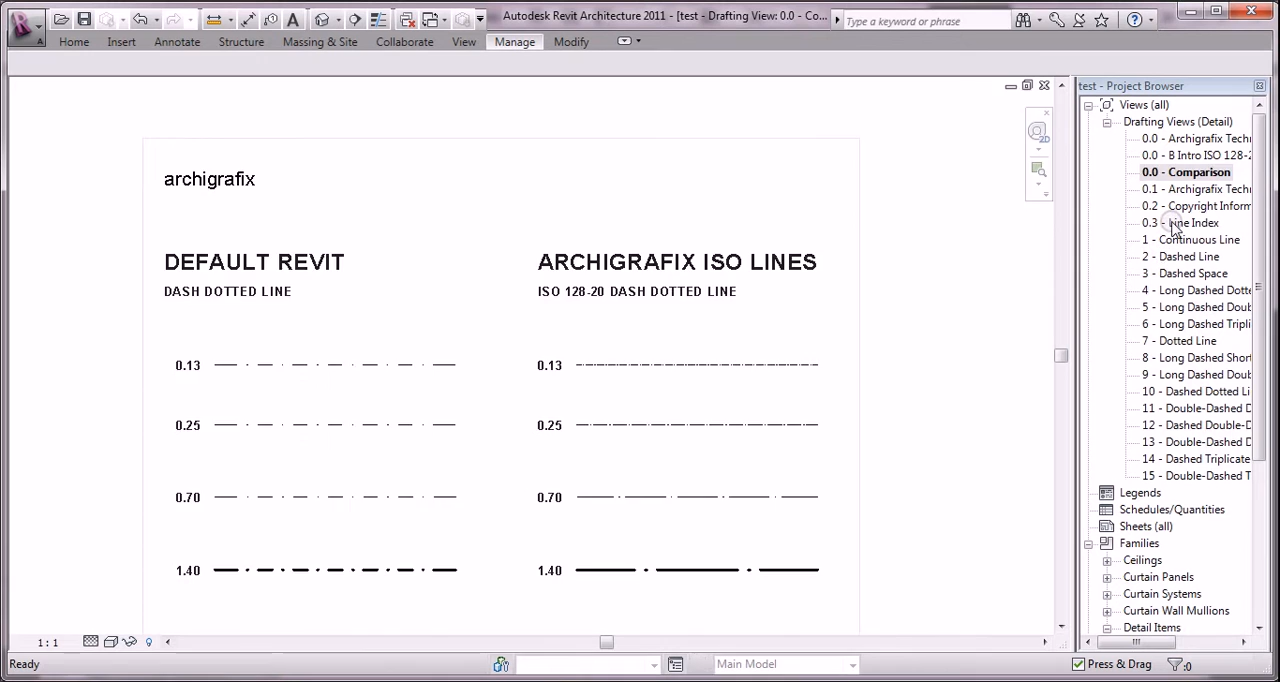 Autodesk Revit Architecture 2011 - [test - Drafting View: 0.0 - Co...
Type a keyword or phrase
Home Insert Annotate Structure Massing & Site Collaborate View Manage Modify
archigrafix
DEFAULT REVIT
DASH DOTTED LINE
0.13
0.25
0.70
1.40
ARCHIGRAFIX ISO LINES
ISO 128-20 DASH DOTTED LINE
0.13
0.25
0.70
1.40
2D
test - Project Browser
Views (all)
Drafting Views (Detail)
0.0 - Archigrafix Tech
0.0 - B Intro ISO 128-2
0.0 - Comparison
0.1 - Archigrafix Tech
0.2 - Copyright Inform
0.3 - Line Index
1 - Continuous Line
2 - Dashed Line
3 - Dashed Space
4 - Long Dashed Dotte
5 - Long Dashed Doub
6 - Long Dashed Tripli
7 - Dotted Line
8 - Long Dashed Short
9 - Long Dashed Doub
10 - Dashed Dotted Li
11 - Double-Dashed D
12 - Dashed Double-D
13 - Double-Dashed D
14 - Dashed Triplicate
15 - Double-Dashed T
Legends
Schedules/Quantities
Sheets (all)
Families
Ceilings
Curtain Panels
Curtain Systems
Curtain Wall Mullions
Detail Items
1 : 1
Ready
Main Model
Press & Drag
:0